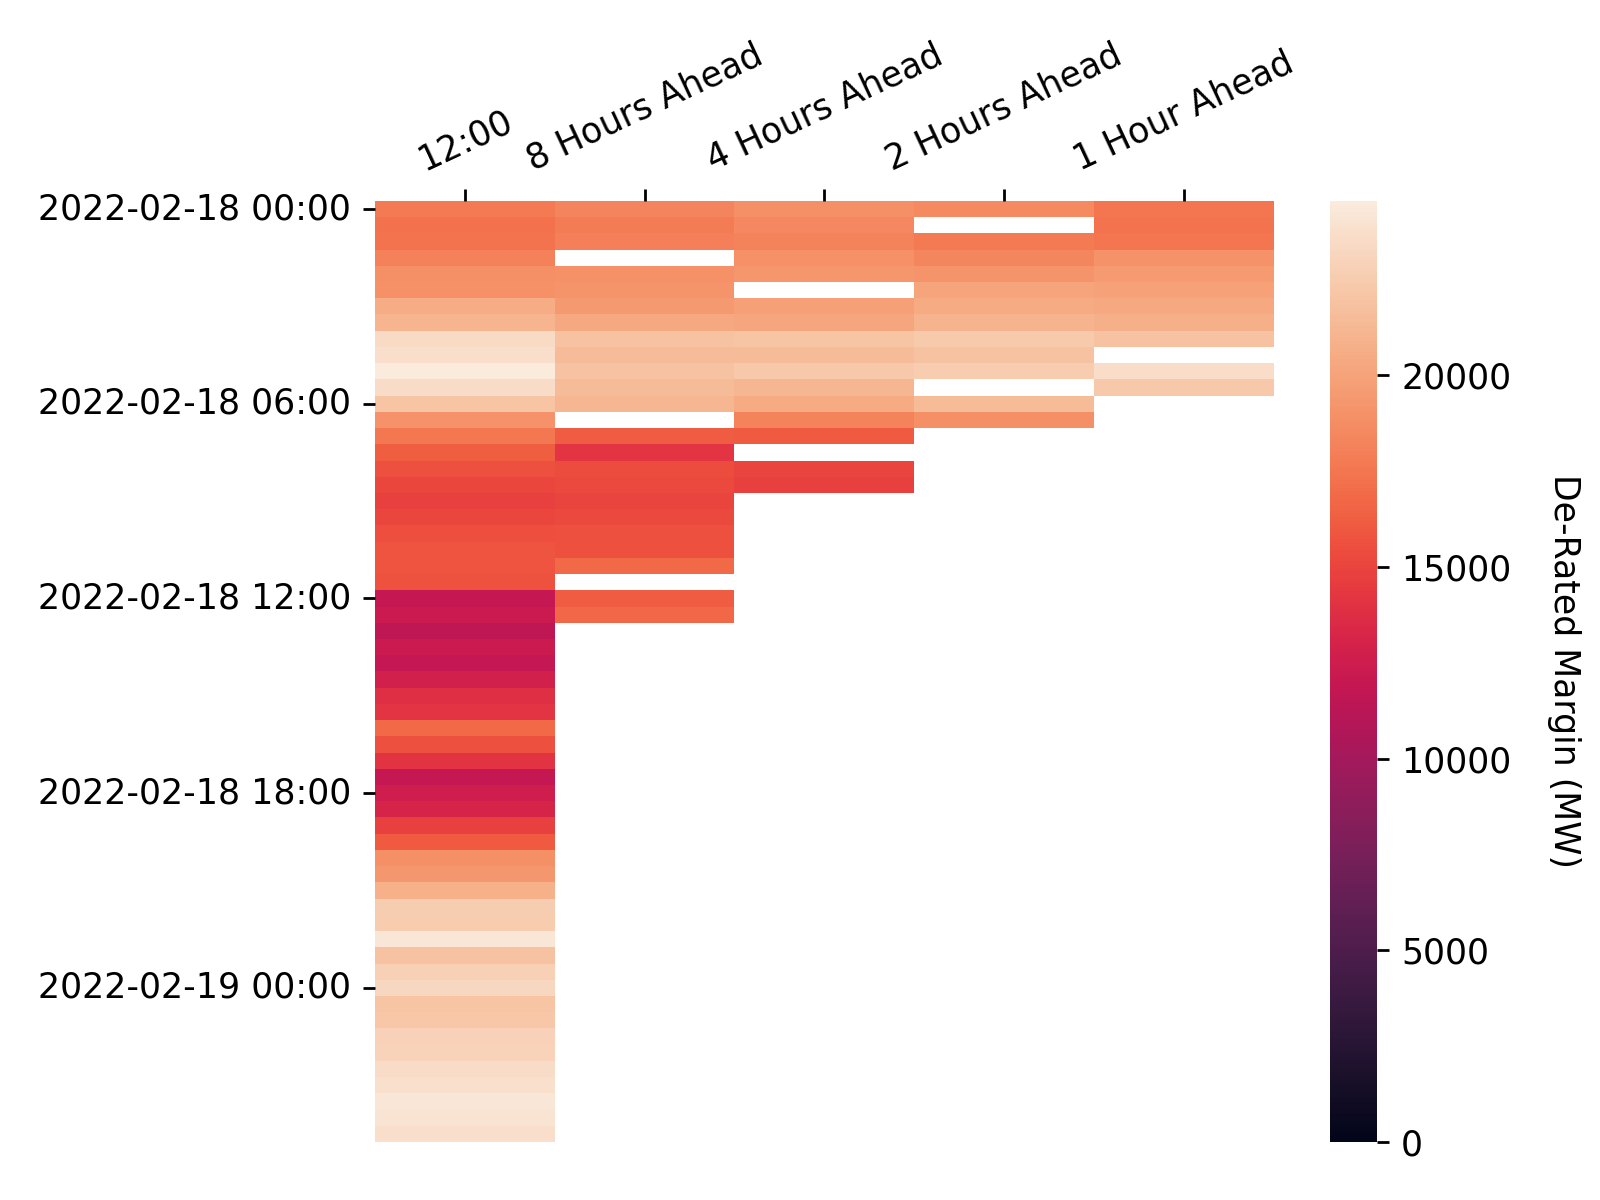 12:00
8 Hours Ahead
4 Hours Ahead
2 Hours Ahead
1 Hour Ahead
2022-02-18 00:00
2022-02-18 06:00
2022-02-18 12:00
2022-02-18 18:00
2022-02-19 00:00
20000
15000
10000
5000
0
De-Rated Margin (MW)